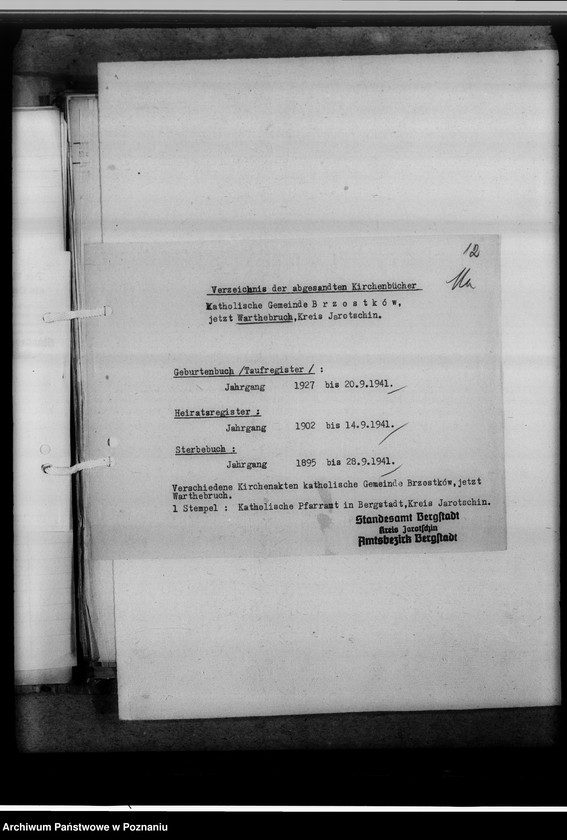 12
Verzeichnis der abgesandten Kirchenbücher
Katholische Gemeinde B r z o s t k ó w,
jetzt Warthebruch,Kreis Jarotschin.
Geburtenbuch /Taufregister / :
Jahrgang 1927 bis 20.9.1941.
Heiratsregister :
Jahrgang 1902 bis 14.9.1941.
Sterbebuch :
Jahrgang 1895 bis 28.9.1941.
Verschiedene Kirchenakten katholische Gemeinde Brzostków,jetzt
Warthebruch.
1 Stempel : Katholische Pfarramt in Bergstadt,Kreis Jarotschin.
Standesamt Bergstadt
Kreis Jarotschin
Amtsbezirk Bergstadt
Archiwum Państwowe w Poznaniu